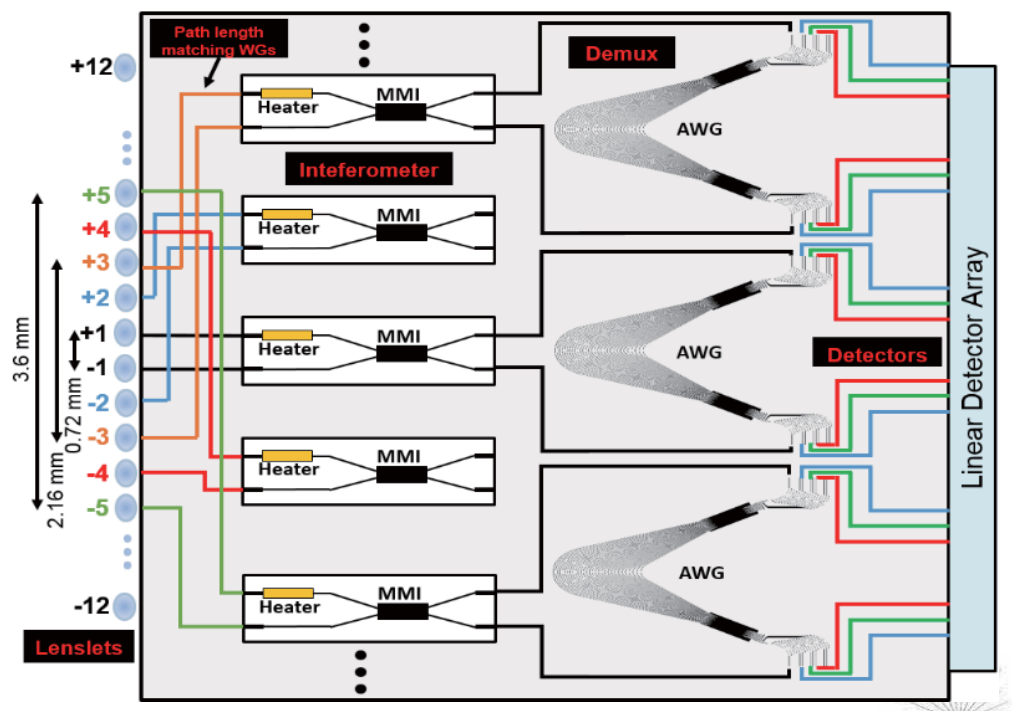 Path length
matching WGs
+12
+5
+4
+3
+2
+1
-1
-2
-3
-4
-5
-12
3.6 mm
2.16 mm
0.72 mm
Lenslets
Heater
MMI
Inteferometer
Heater
MMI
Heater
MMI
Heater
MMI
Heater
MMI
Demux
AWG
AWG
AWG
Detectors
Linear Detector Array